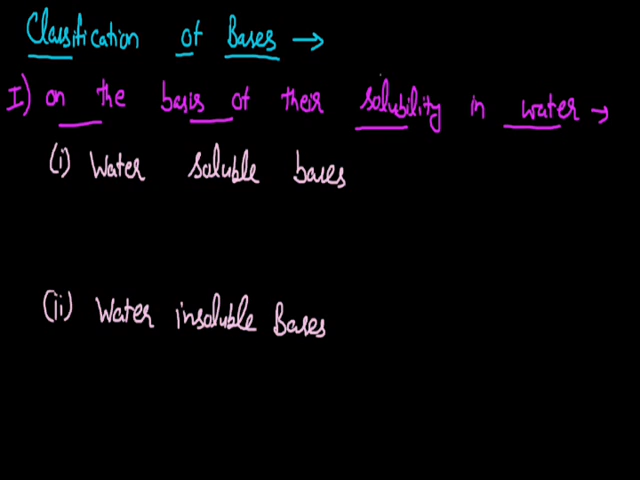 Classification of Bases →
I) on the basis of their solubility in water →
(i) Water soluble bases
(ii) Water insoluble Bases